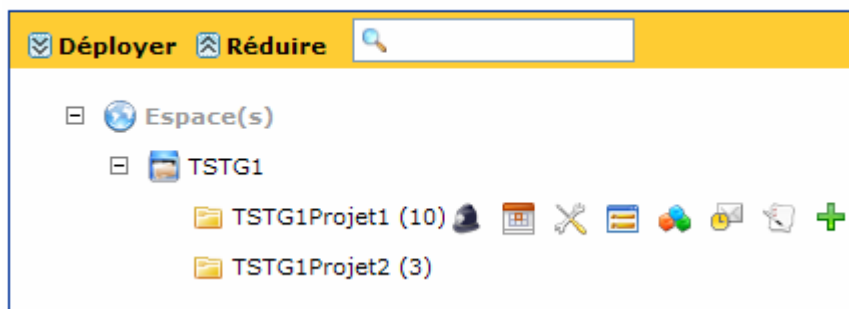 Déployer Réduire
Espace(s)
TSTG1
TSTG1Projet1 (10)
TSTG1Projet2 (3)